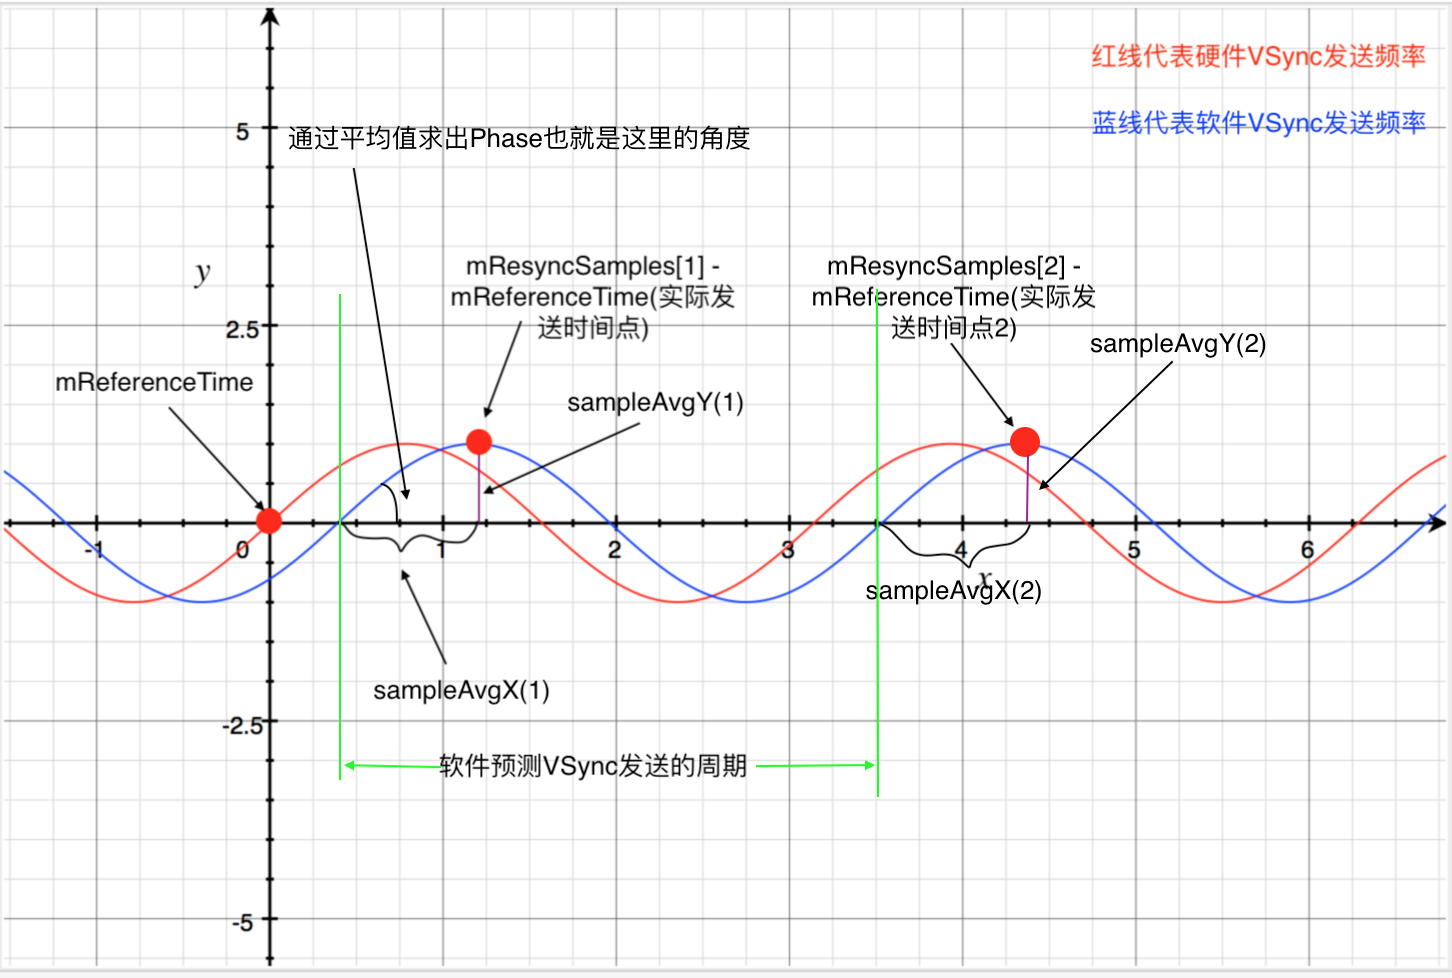 红线代表硬件VSync发送频率
蓝线代表软件VSync发送频率
5
通过平均值求出Phase也就是这里的角度
y
mResyncSamples[1] -
mReferenceTime(实际发
送时间点)
mResyncSamples[2] -
mReferenceTime(实际发
送时间点2)
2.5
sampleAvgY(2)
mReferenceTime
sampleAvgY(1)
-1
0
1
2
3
4
5
6
x
sampleAvgX(2)
sampleAvgX(1)
-2.5
软件预测VSync发送的周期
-5